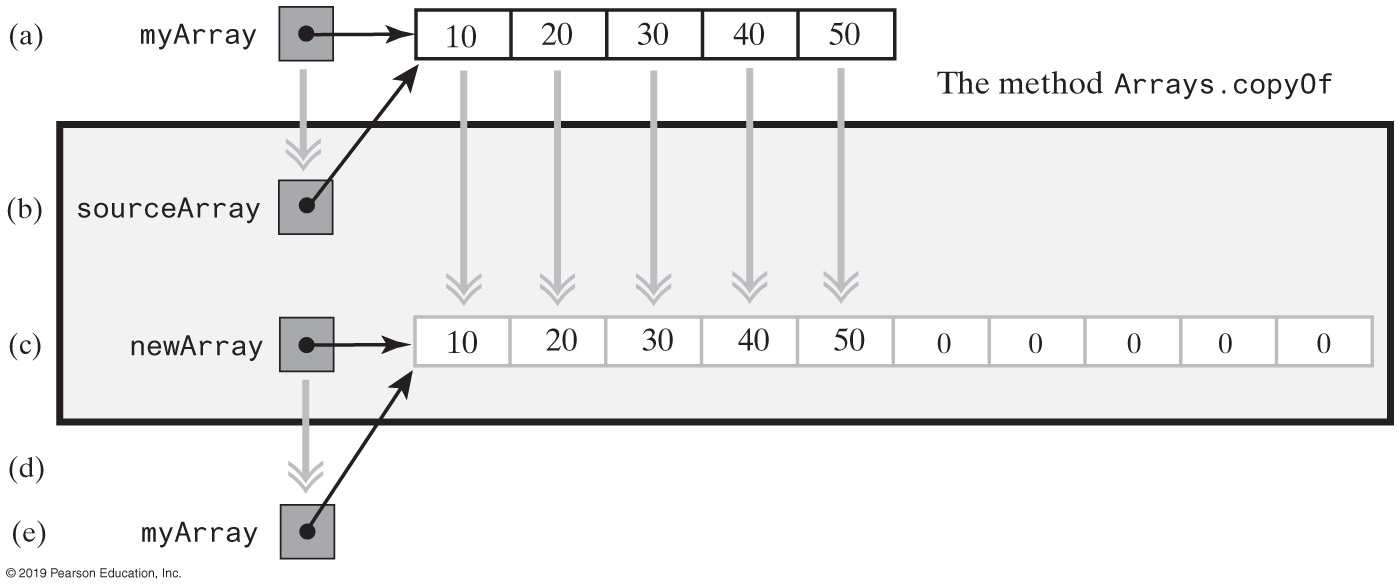 (a) myArray 10 20 30 40 50
The method Arrays.copyOf
(b) sourceArray
(c) newArray 10 20 30 40 50 0 0 0 0 0
(d)
(e) myArray
© 2019 Pearson Education, Inc.